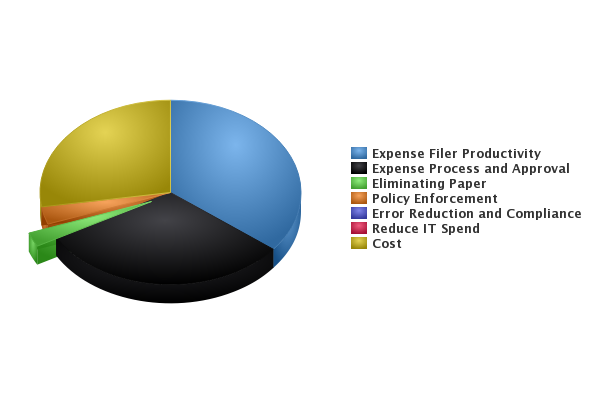 Expense Filer Productivity
Expense Process and Approval
Eliminating Paper
Policy Enforcement
Error Reduction and Compliance
Reduce IT Spend
Cost